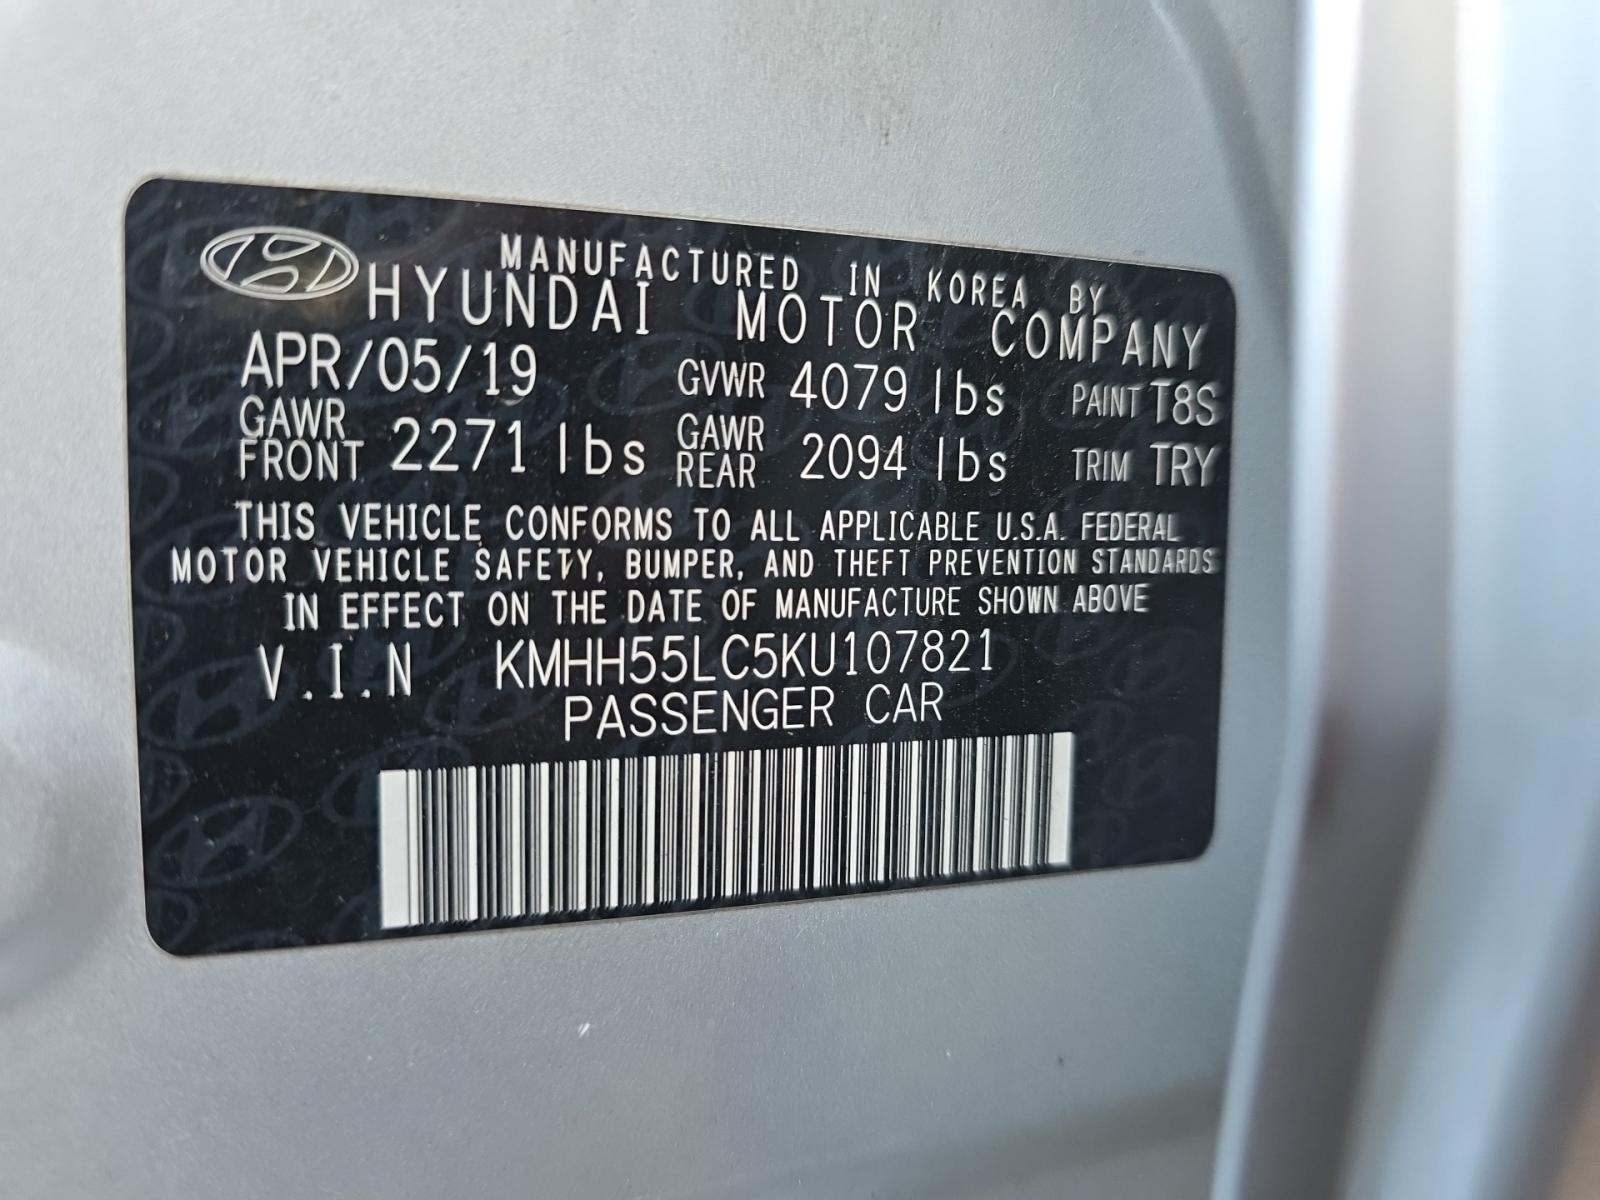 MANUFACTURED IN KOREA BY
HYUNDAI MOTOR COMPANY
APR/05/19 GVWR 4079 lbs PAINT T8S
GAWR FRONT 2271 lbs GAWR REAR 2094 lbs TRIM TRY
THIS VEHICLE CONFORMS TO ALL APPLICABLE U.S.A. FEDERAL
MOTOR VEHICLE SAFETY, BUMPER, AND THEFT PREVENTION STANDARDS
IN EFFECT ON THE DATE OF MANUFACTURE SHOWN ABOVE
V.I.N KMHH55LC5KU107821
PASSENGER CAR